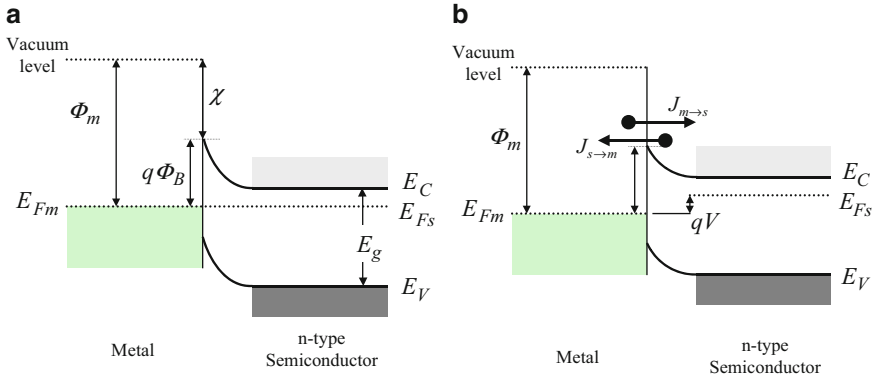 a
Vacuum
level
Φm
χ
qΦB
EFm
EC
EFs
Eg
EV
Metal
n-type
Semiconductor
b
Vacuum
level
Φm
Jm→s
Js→m
EC
EFs
EFm
qV
EV
Metal
n-type
Semiconductor